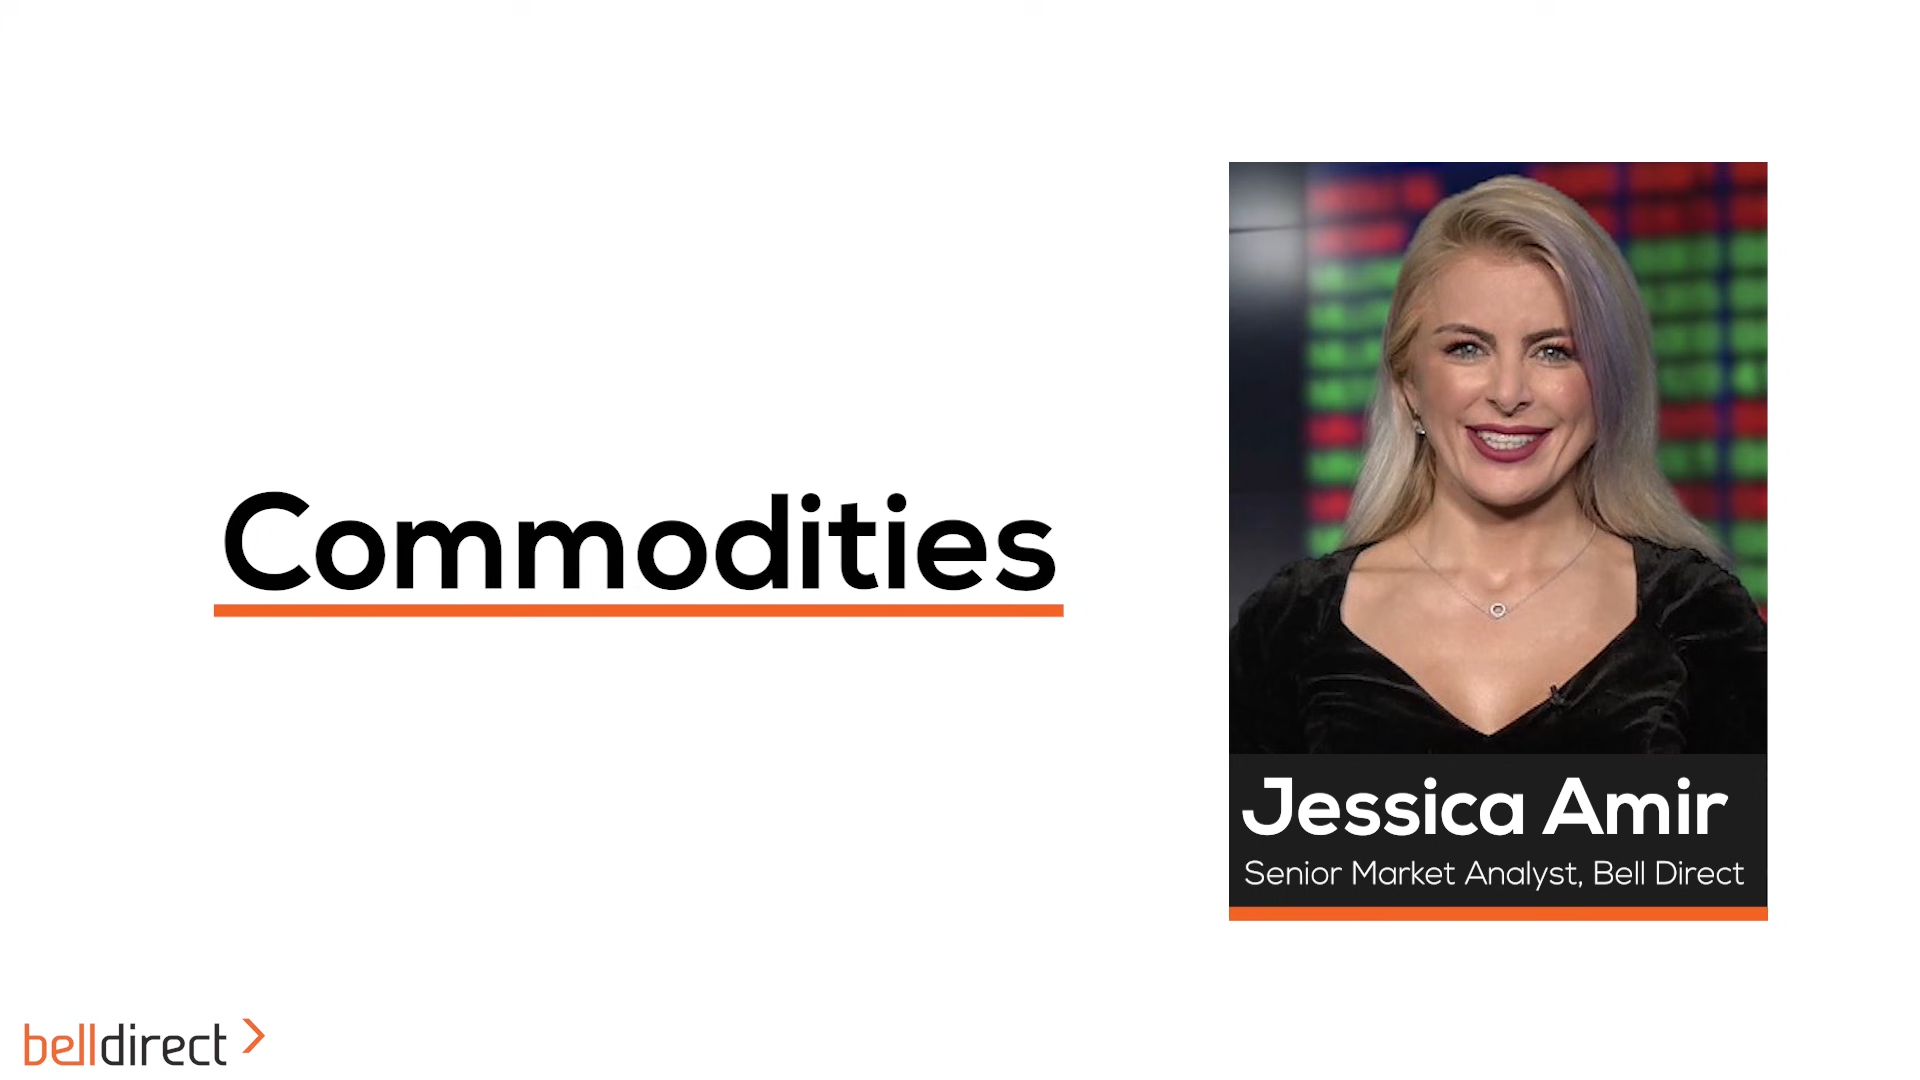 Commodities
Jessica Amir
Senior Market Analyst, Bell Direct
belldirect